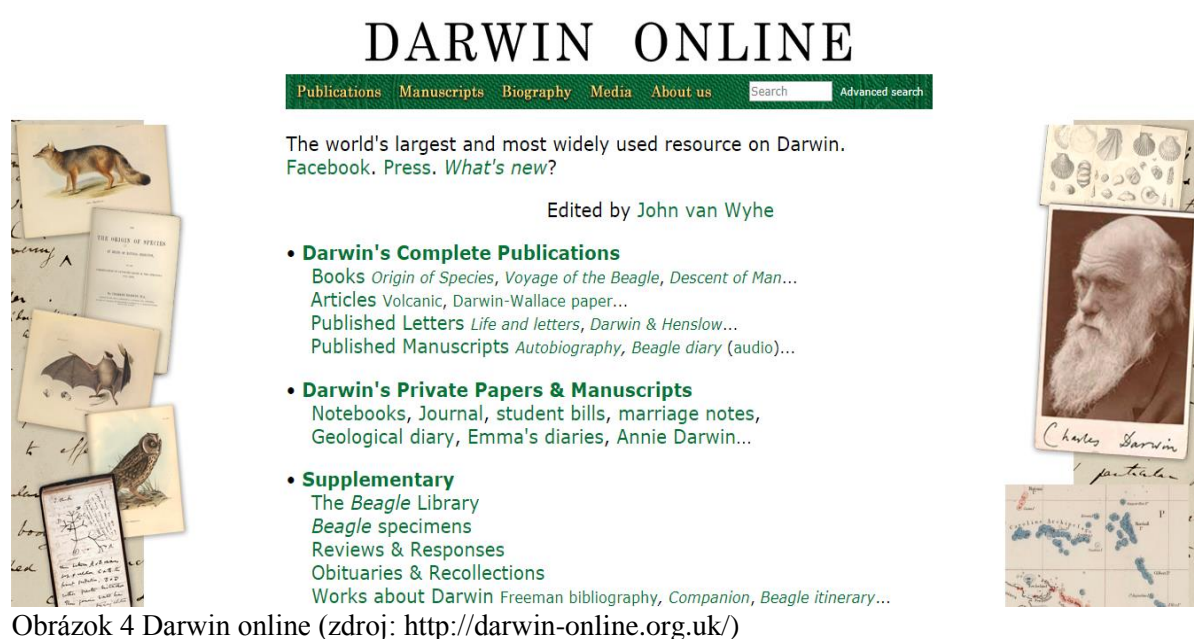 DARWIN ONLINE
Publications Manuscripts Biography Media About us Search Advanced search
The world's largest and most widely used resource on Darwin.
Facebook. Press. What's new?
Edited by John van Wyhe
• Darwin's Complete Publications
Books Origin of Species, Voyage of the Beagle, Descent of Man...
Articles Volcanic, Darwin-Wallace paper...
Published Letters Life and letters, Darwin & Henslow...
Published Manuscripts Autobiography, Beagle diary (audio)...
• Darwin's Private Papers & Manuscripts
Notebooks, Journal, student bills, marriage notes,
Geological diary, Emma's diaries, Annie Darwin...
• Supplementary
The Beagle Library
Beagle specimens
Reviews & Responses
Obituaries & Recollections
Works about Darwin Freeman bibliography, Companion, Beagle itinerary...
THE ORIGIN OF SPECIES
Charles Darwin
particular
Obrázok 4 Darwin online (zdroj: http://darwin-online.org.uk/)